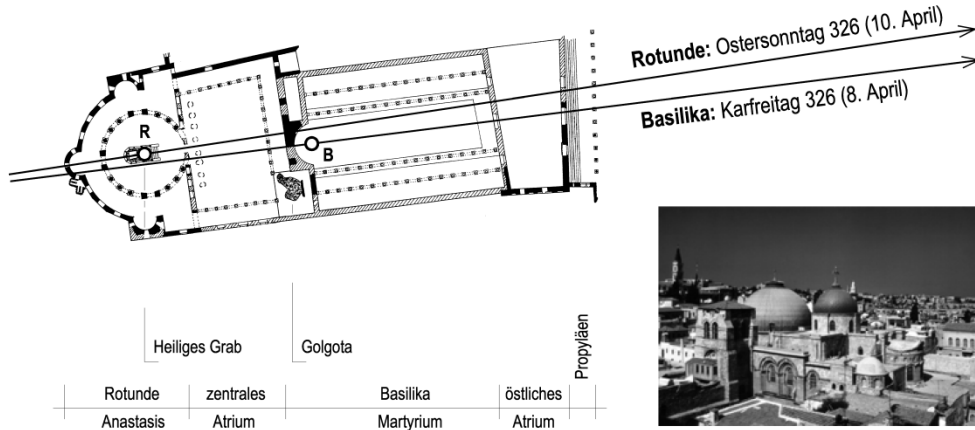 Rotunde: Ostersonntag 326 (10. April)
Basilika: Karfreitag 326 (8. April)
R
B
Heiliges Grab
Golgota
Propyläen
Rotunde
zentrales
Basilika
östliches
Anastasis
Atrium
Martyrium
Atrium